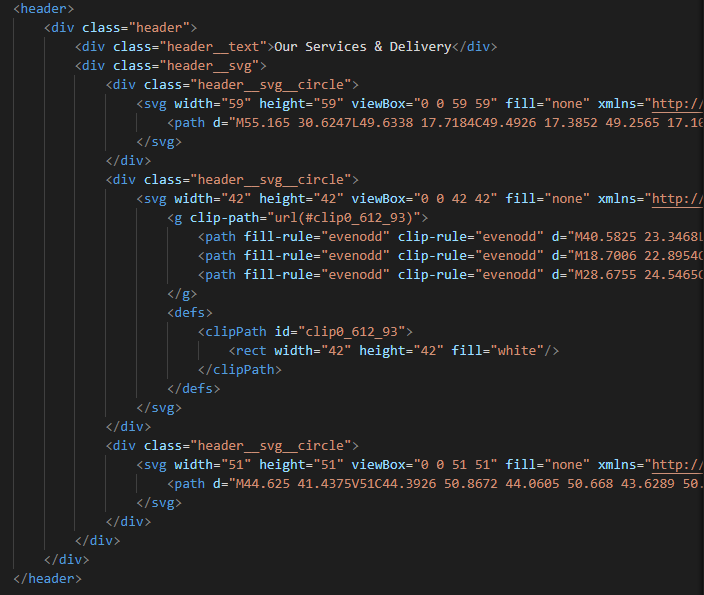 <header>
<div class="header">
<div class="header__text">Our Services & Delivery</div>
<div class="header__svg">
<div class="header__svg__circle">
<svg width="59" height="59" viewBox="0 0 59 59" fill="none" xmlns="http:/
<path d="M55.165 30.6247L49.6338 17.7184C49.4926 17.3852 49.2565 17.10
</svg>
</div>
<div class="header__svg__circle">
<svg width="42" height="42" viewBox="0 0 42 42" fill="none" xmlns="http:/
<g clip-path="url(#clip0_612_93)">
<path fill-rule="evenodd" clip-rule="evenodd" d="M40.5825 23.3468
<path fill-rule="evenodd" clip-rule="evenodd" d="M18.7006 22.8954
<path fill-rule="evenodd" clip-rule="evenodd" d="M28.6755 24.5465
</g>
<defs>
<clipPath id="clip0_612_93">
<rect width="42" height="42" fill="white"/>
</clipPath>
</defs>
</svg>
</div>
<div class="header__svg__circle">
<svg width="51" height="51" viewBox="0 0 51 51" fill="none" xmlns="http:/
<path d="M44.625 41.4375V51C44.3926 50.8672 44.0605 50.668 43.6289 50.
</svg>
</div>
</div>
</div>
</header>